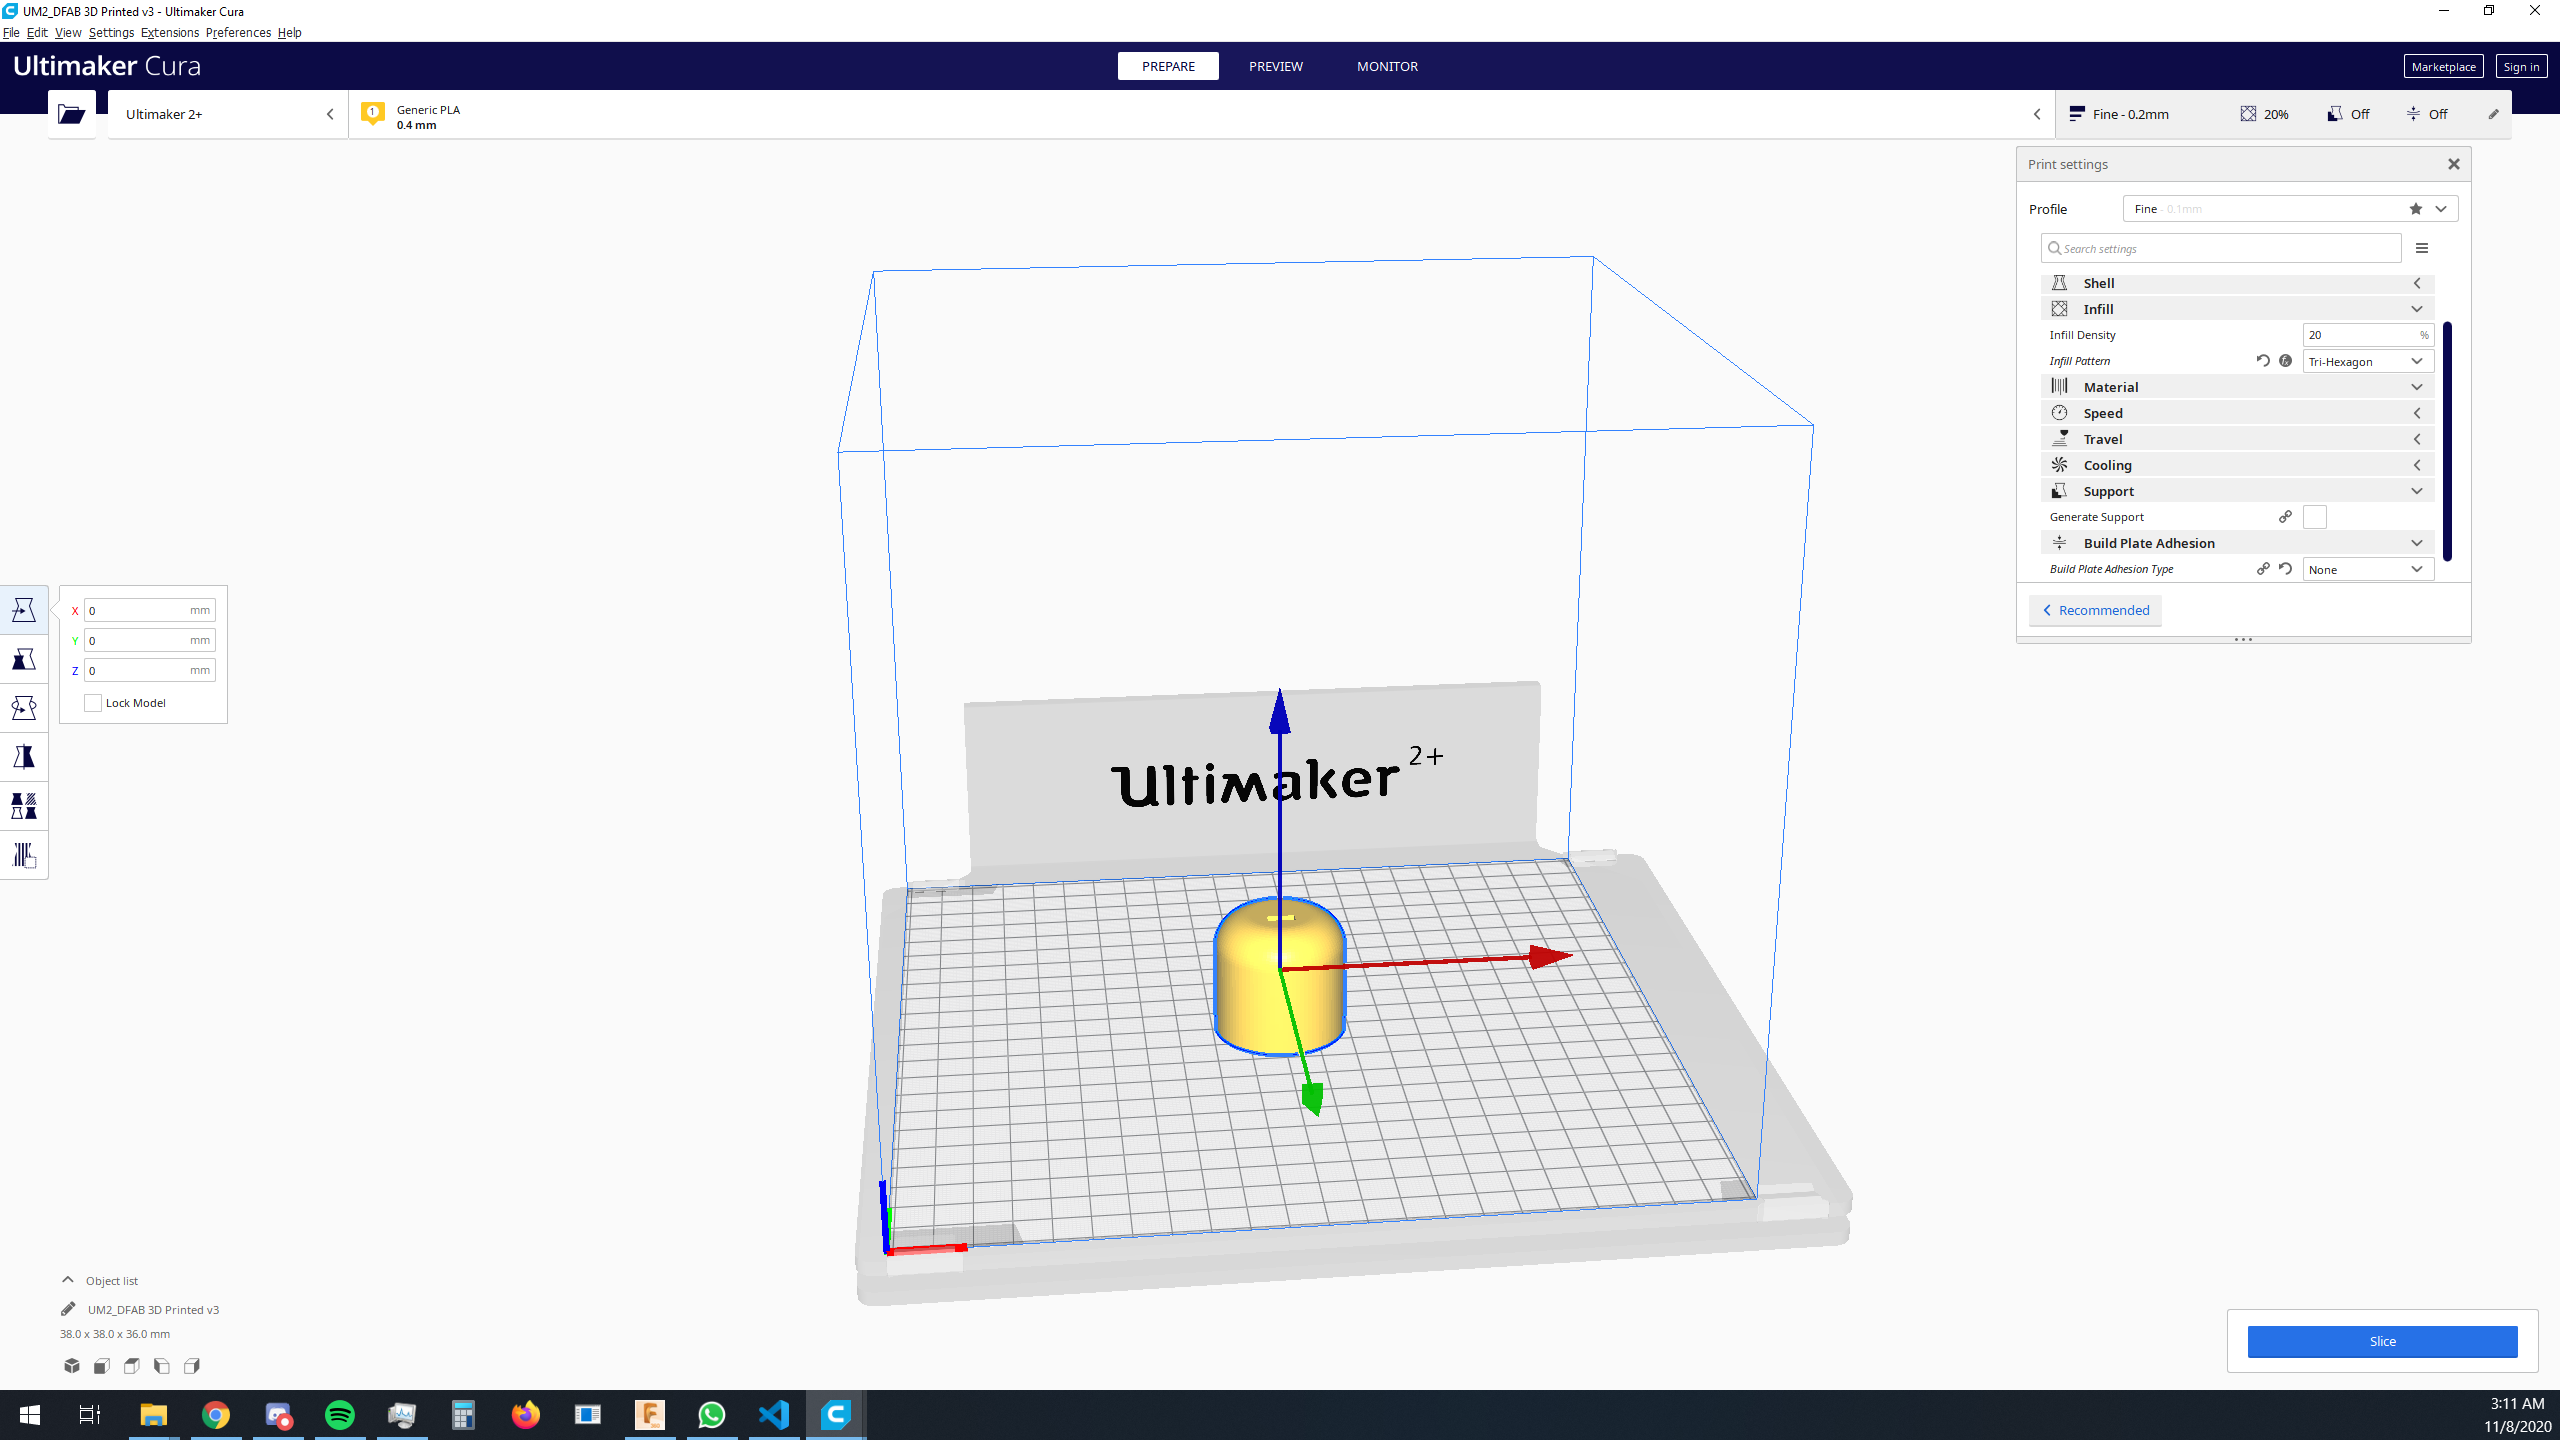 UM2_DFAB 3D Printed v3 - Ultimaker Cura
File Edit View Settings Extensions Preferences Help
Ultimaker Cura
PREPARE PREVIEW MONITOR
Marketplace Sign in
Ultimaker 2+
1
Generic PLA
0.4 mm
Fine - 0.2mm 20% Off Off
Print settings
Profile Fine - 0.1mm
Search settings
Shell
Infill
Infill Density 20 %
Infill Pattern Tri-Hexagon
Material
Speed
Travel
Cooling
Support
Generate Support
Build Plate Adhesion
Build Plate Adhesion Type None
Recommended
X 0 mm
Y 0 mm
Z 0 mm
Lock Model
Ultimaker 2+
Object list
UM2_DFAB 3D Printed v3
38.0 x 38.0 x 36.0 mm
Slice
3:11 AM
11/8/2020